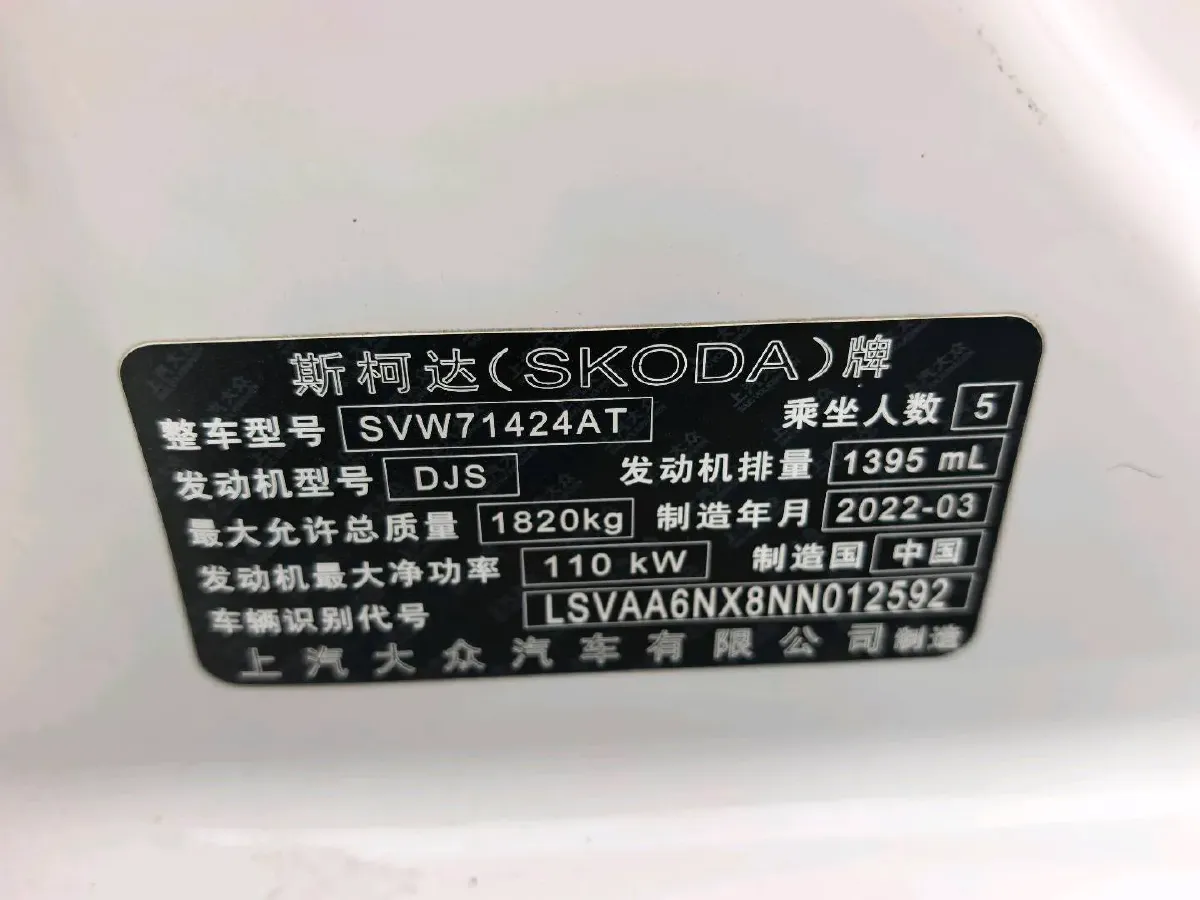 斯柯达(SKODA)牌
整车型号 SVW71424AT 乘坐人数 5
发动机型号 DJS 发动机排量 1395 mL
最大允许总质量 1820kg 制造年月 2022-03
发动机最大净功率 110 kW 制造国 中国
车辆识别代号 LSVAA6NX8NN012592
上汽大众汽车有限公司制造